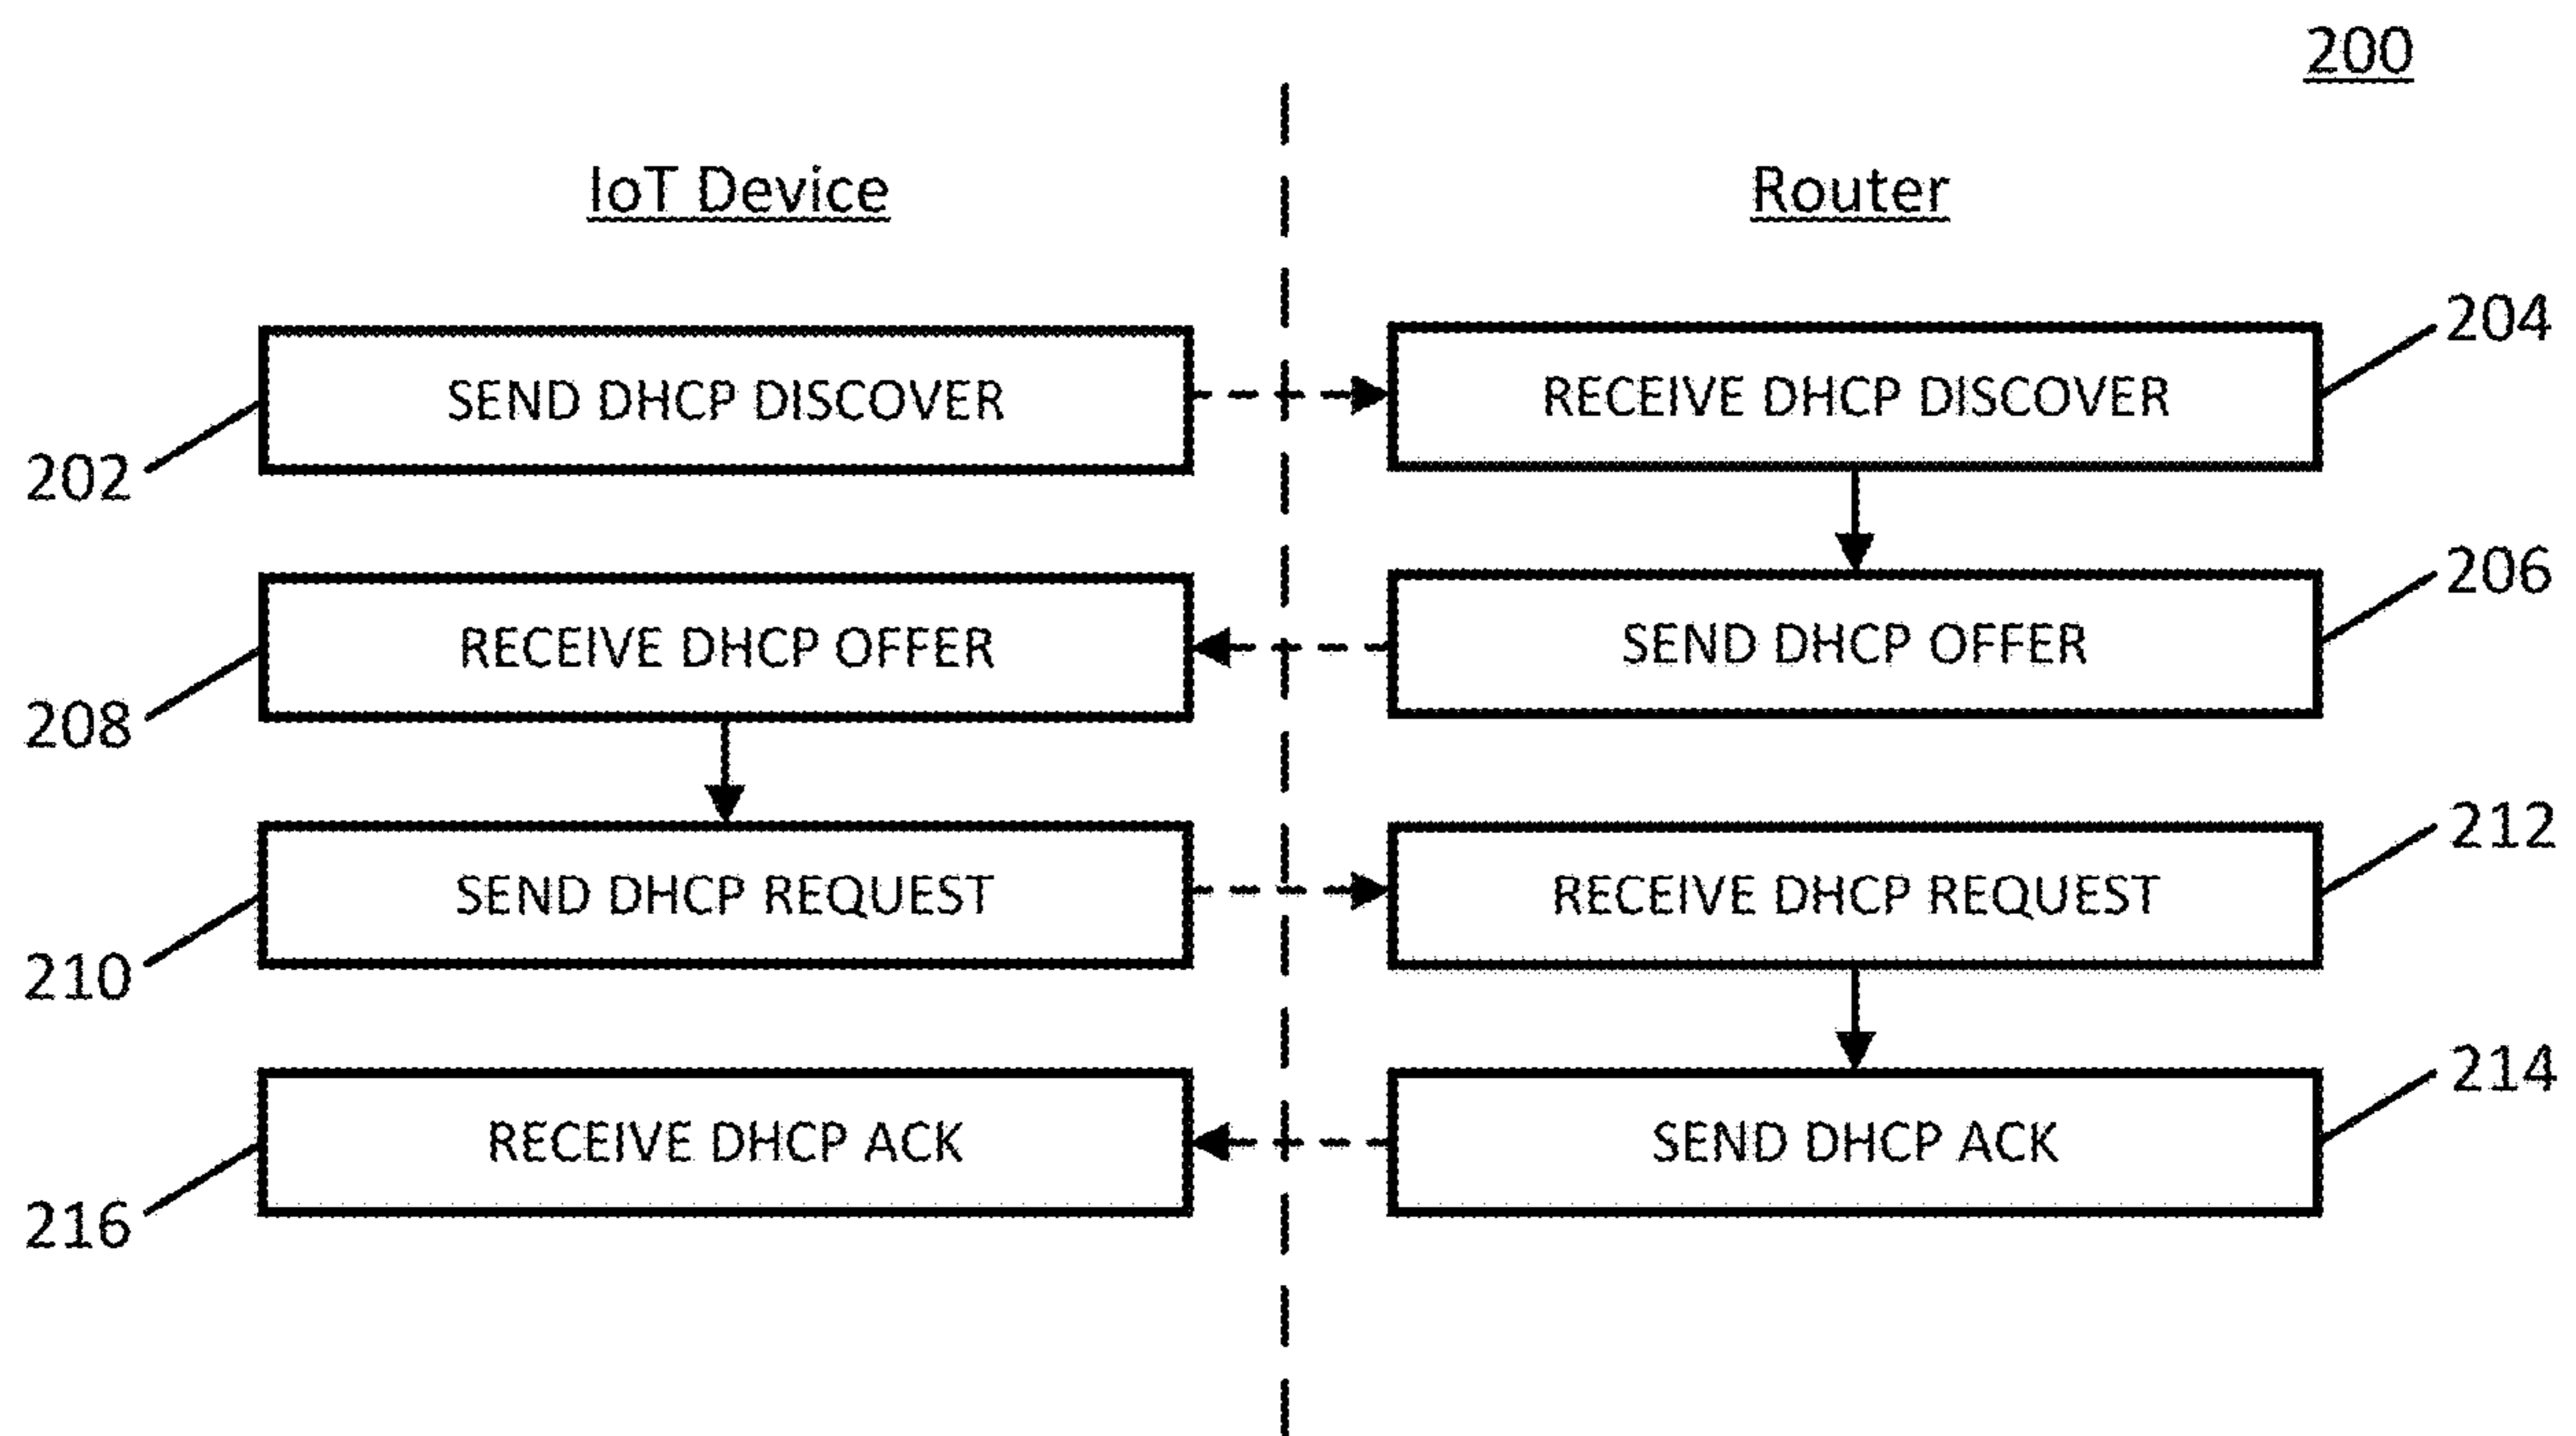 200
IoT Device
Router
SEND DHCP DISCOVER
RECEIVE DHCP DISCOVER
204
202
RECEIVE DHCP OFFER
SEND DHCP OFFER
206
208
SEND DHCP REQUEST
RECEIVE DHCP REQUEST
212
210
RECEIVE DHCP ACK
SEND DHCP ACK
214
216